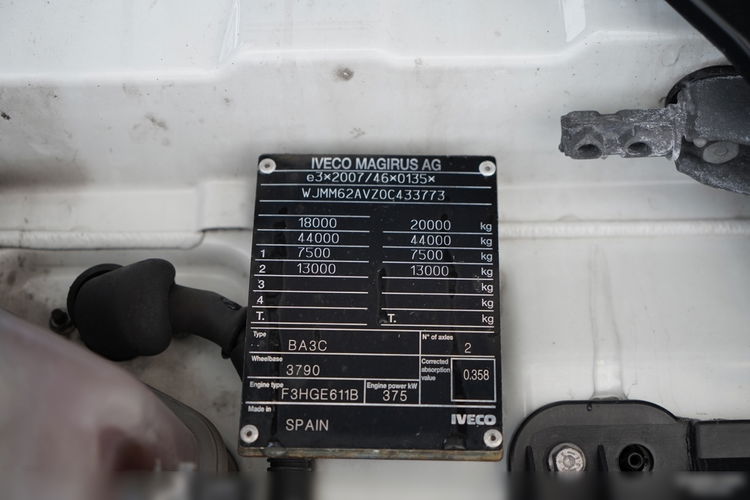 IVECO MAGIRUS AG
e3×2007/46×0135×
WJMM62AVZ0C433773
18000 20000 kg
44000 44000 kg
1 7500 7500 kg
2 13000 13000 kg
3 kg
4 kg
T. T. kg
Type BA3C N° of axles 2
Wheelbase 3790 Corrected absorption value 0.358
Engine type F3HGE611B Engine power kW 375
Made in SPAIN IVECO